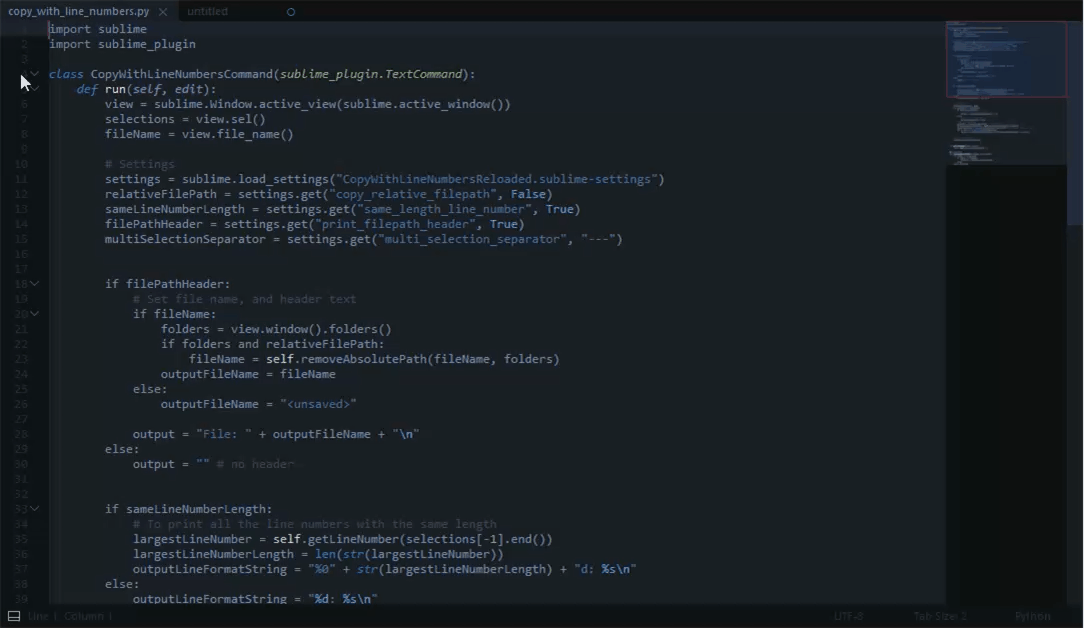 copy_with_line_numbers.py untitled
1 import sublime
2 import sublime_plugin
3
class CopyWithLineNumbersCommand(sublime_plugin.TextCommand):
def run(self, edit):
6 view = sublime.Window.active_view(sublime.active_window())
7 selections = view.sel()
8 fileName = view.file_name()
9
10 # Settings
11 settings = sublime.load_settings("CopyWithLineNumbersReloaded.sublime-settings")
12 relativeFilePath = settings.get("copy_relative_filepath", False)
13 sameLineNumberLength = settings.get("same_length_line_number", True)
14 filePathHeader = settings.get("print_filepath_header", True)
15 multiSelectionSeparator = settings.get("multi_selection_separator", "---")
16
17
18 if filePathHeader:
19 # Set file name, and header text
20 if fileName:
21 folders = view.window().folders()
22 if folders and relativeFilePath:
23 fileName = self.removeAbsolutePath(fileName, folders)
24 outputFileName = fileName
25 else:
26 outputFileName = "<unsaved>"
27
28 output = "File: " + outputFileName + "\n"
29 else:
30 output = "" # no header
31
32
33 if sameLineNumberLength:
34 # To print all the line numbers with the same length
35 largestLineNumber = self.getLineNumber(selections[-1].end())
36 largestLineNumberLength = len(str(largestLineNumber))
37 outputLineFormatString = "%0" + str(largestLineNumberLength) + "d: %s\n"
38 else:
39 outputLineFormatString = "%d: %s\n"
Line 1 Column 1 UTF-8 Tab Size: 2 Python